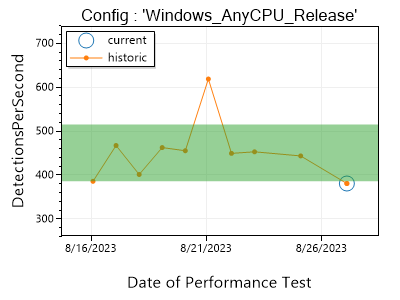 Config : 'Windows_AnyCPU_Release'
current
historic
DetectionsPerSecond
700
600
500
400
300
8/16/2023
8/21/2023
8/26/2023
Date of Performance Test